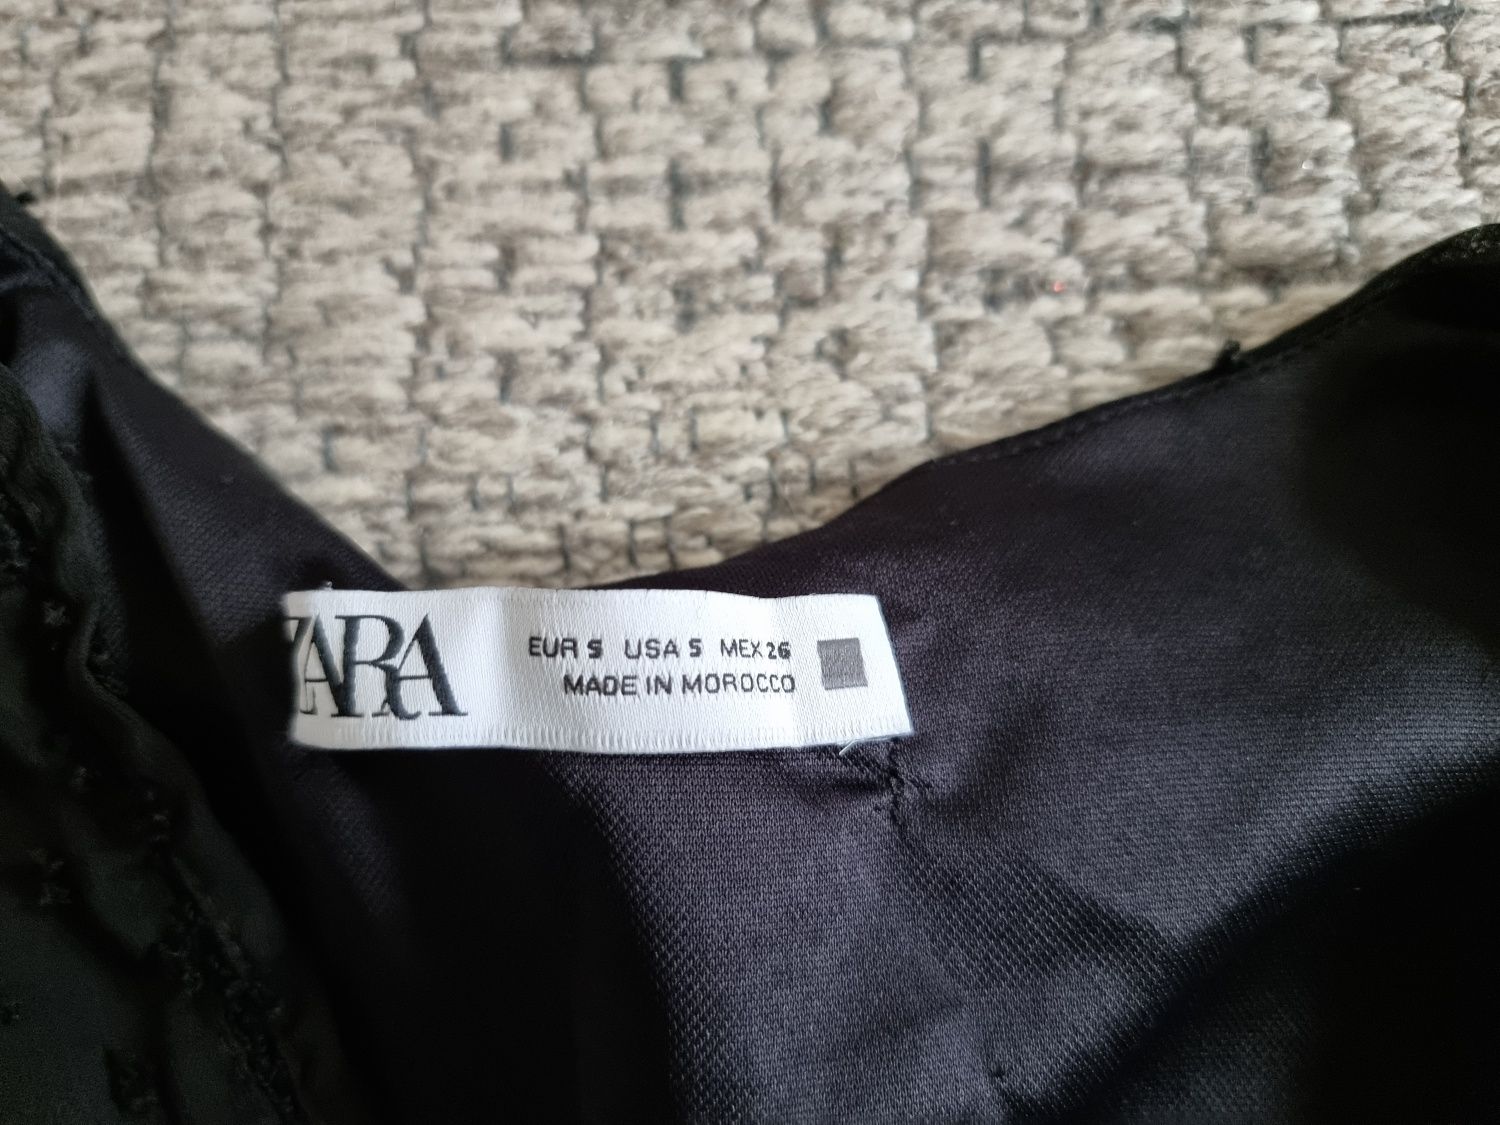 ZARA
EUR S USA S MEX 26
MADE IN MOROCCO